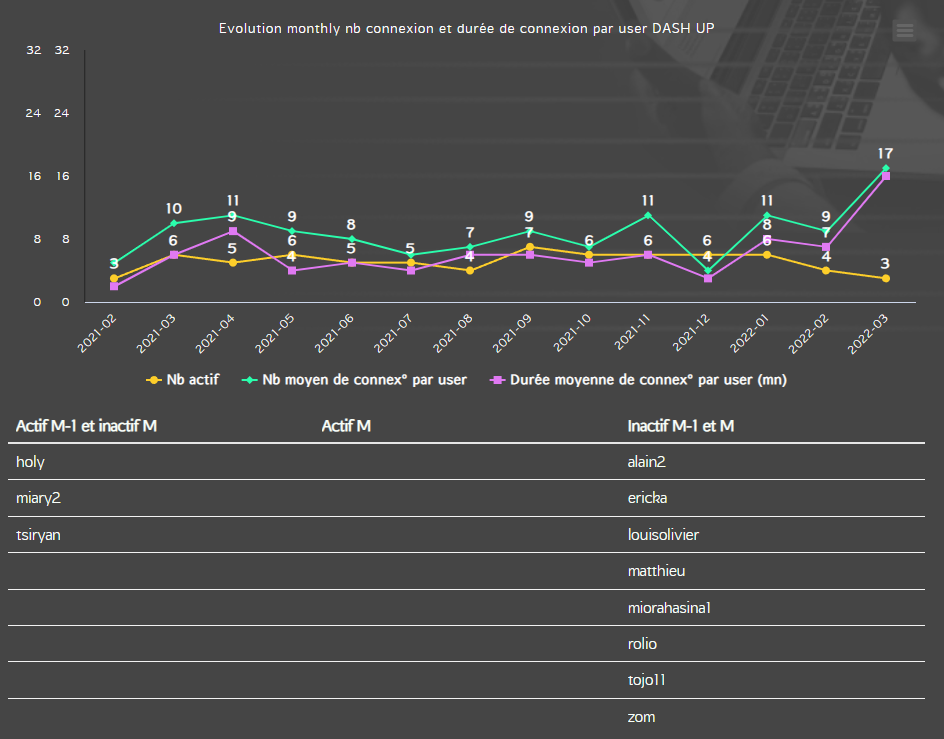 Evolution monthly nb connexion et durée de connexion par user DASH UP
32 32
24 24
16 16
8 8
0 0
3 10 6 11 9 5 9 6 4 8 5 5 7 4 9 7 6 11 6 6 4 11 8 6 9 7 4 17 3
2021-02 2021-03 2021-04 2021-05 2021-06 2021-07 2021-08 2021-09 2021-10 2021-11 2021-12 2022-01 2022-02 2022-03
Nb actif Nb moyen de connex° par user Durée moyenne de connex° par user (mn)
Actif M-1 et inactif M Actif M Inactif M-1 et M
holy alain2
miary2 ericka
tsiryan louisolivier
matthieu
miorahasina1
rolio
tojo11
zom